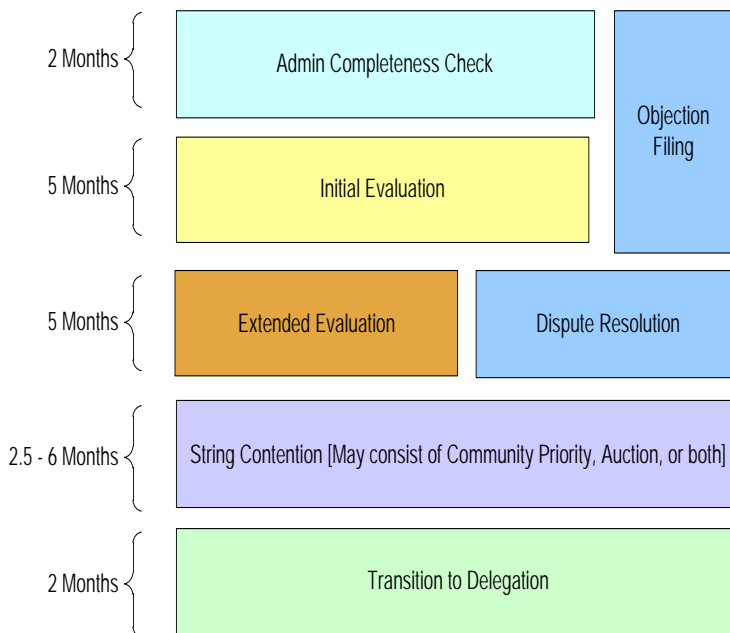 2 Months
Admin Completeness Check
Objection
Filing
5 Months
Initial Evaluation
5 Months
Extended Evaluation
Dispute Resolution
2.5 - 6 Months
String Contention [May consist of Community Priority, Auction, or both]
2 Months
Transition to Delegation